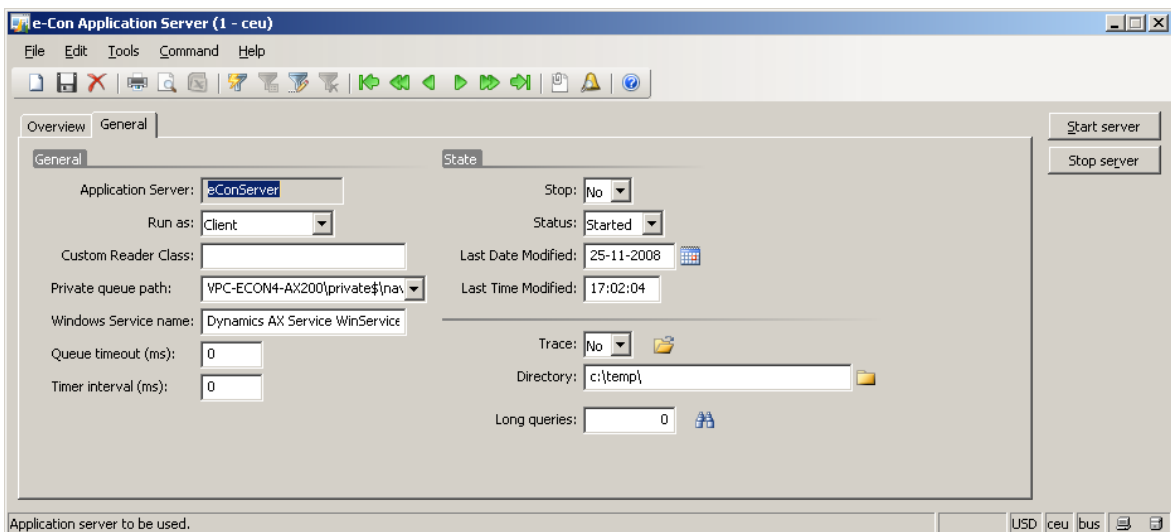 e-Con Application Server (1 - ceu)
File Edit Tools Command Help
Overview General
Start server
Stop server
General
Application Server: eConServer
Run as: Client
Custom Reader Class:
Private queue path: VPC-ECON4-AX200\private$\nav
Windows Service name: Dynamics AX Service WinService
Queue timeout (ms): 0
Timer interval (ms): 0
State
Stop: No
Status: Started
Last Date Modified: 25-11-2008
Last Time Modified: 17:02:04
Trace: No
Directory: c:\temp\
Long queries: 0
Application server to be used. USD ceu bus